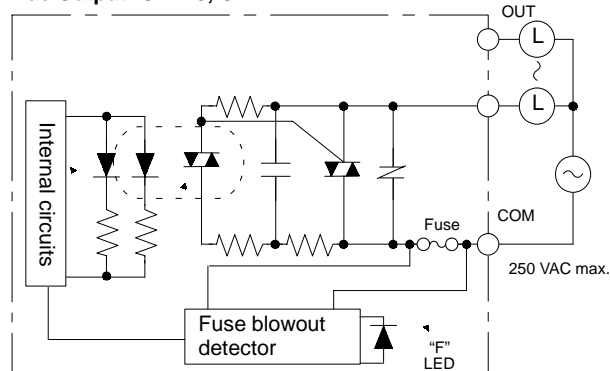 OUT
L
L
Internal circuits
Fuse
COM
250 VAC max.
Fuse blowout
detector
“F”
LED